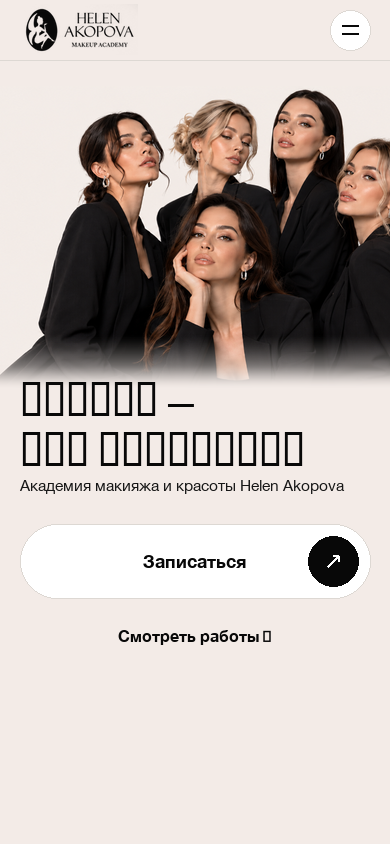 HELEN
AKOPOVA
MAKEUP ACADEMY
Академия макияжа и красоты Helen Akopova
Записаться
Смотреть работы